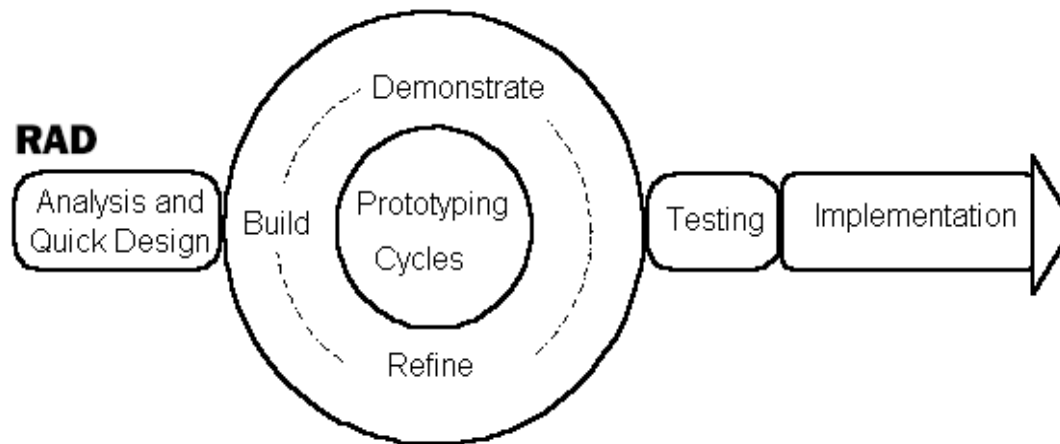 RAD
Analysis and
Quick Design
Demonstrate
Build
Prototyping
Cycles
Refine
Testing
Implementation